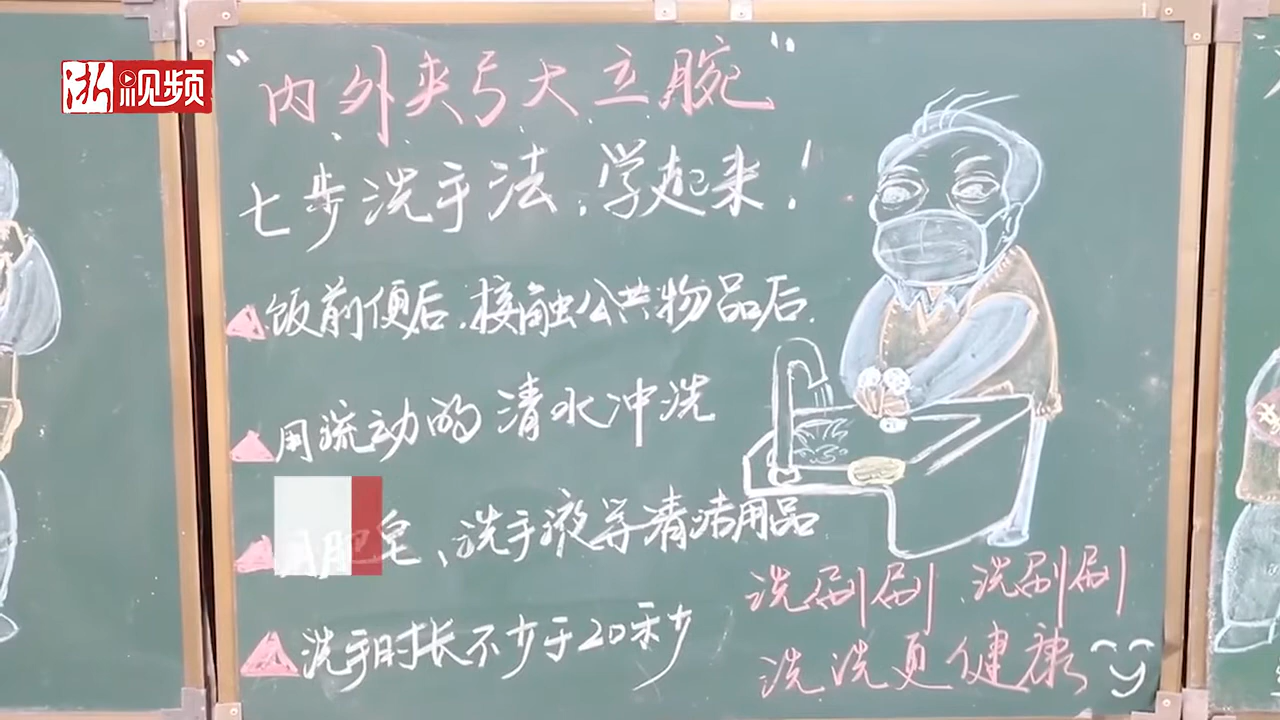 浙视频
“内外夹弓大立腕”
七步洗手法，学起来！
饭前便后，接触公共物品后.
用流动的清水冲洗
肥皂、洗手液等清洁用品
洗手时长不少于20秒
洗刷刷 洗刷刷
洗洗更健康